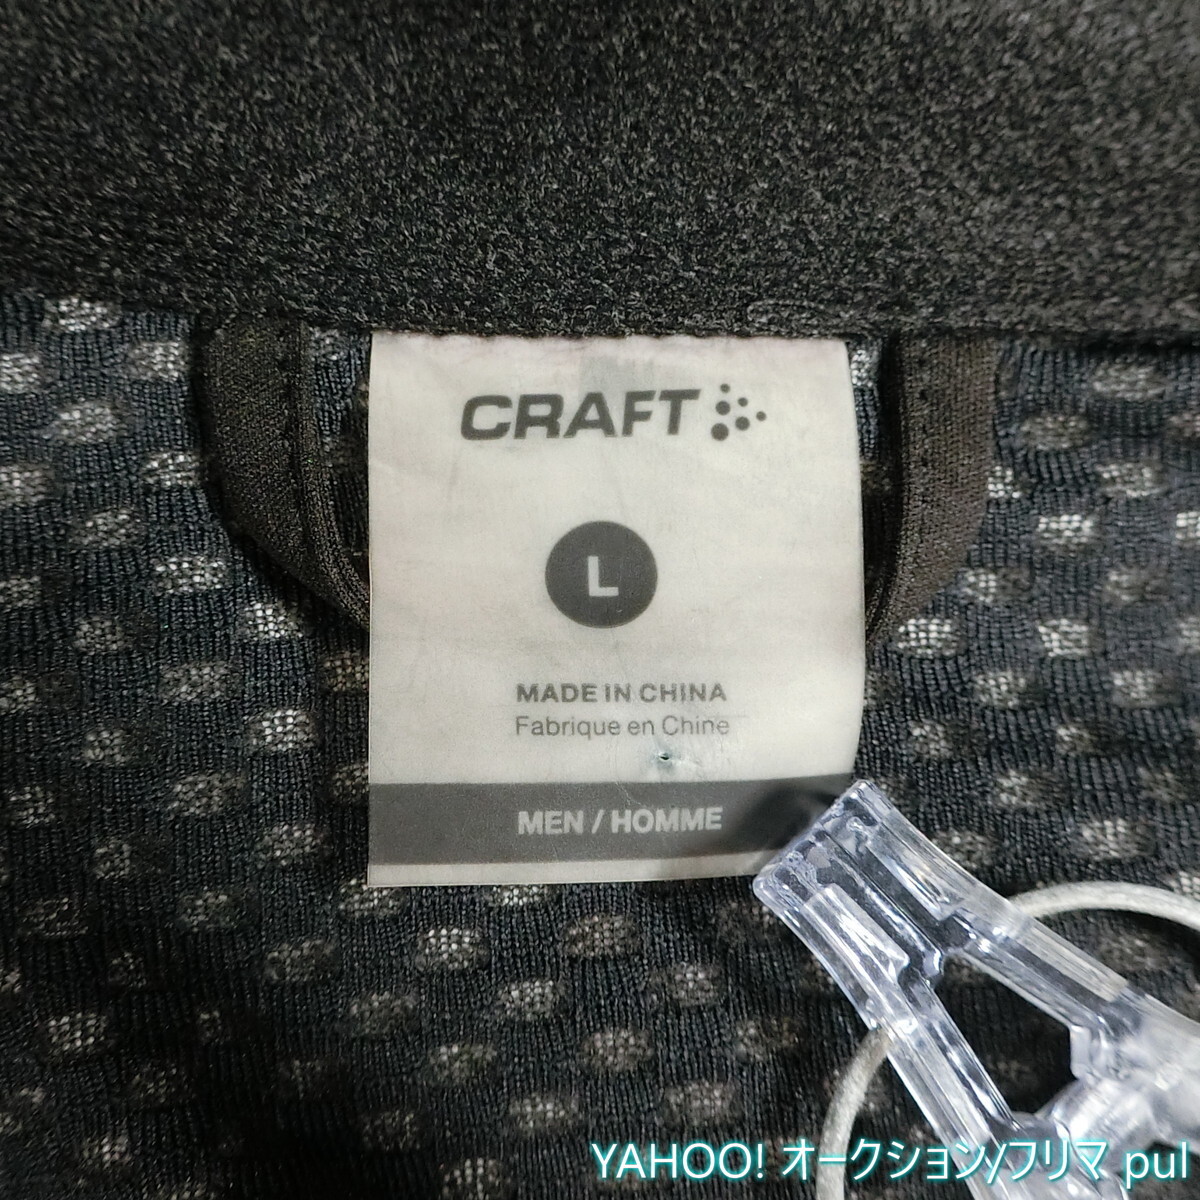 CRAFT
L
MADE IN CHINA
Fabrique en Chine
MEN / HOMME
YAHOO! オークション/フリマ pul